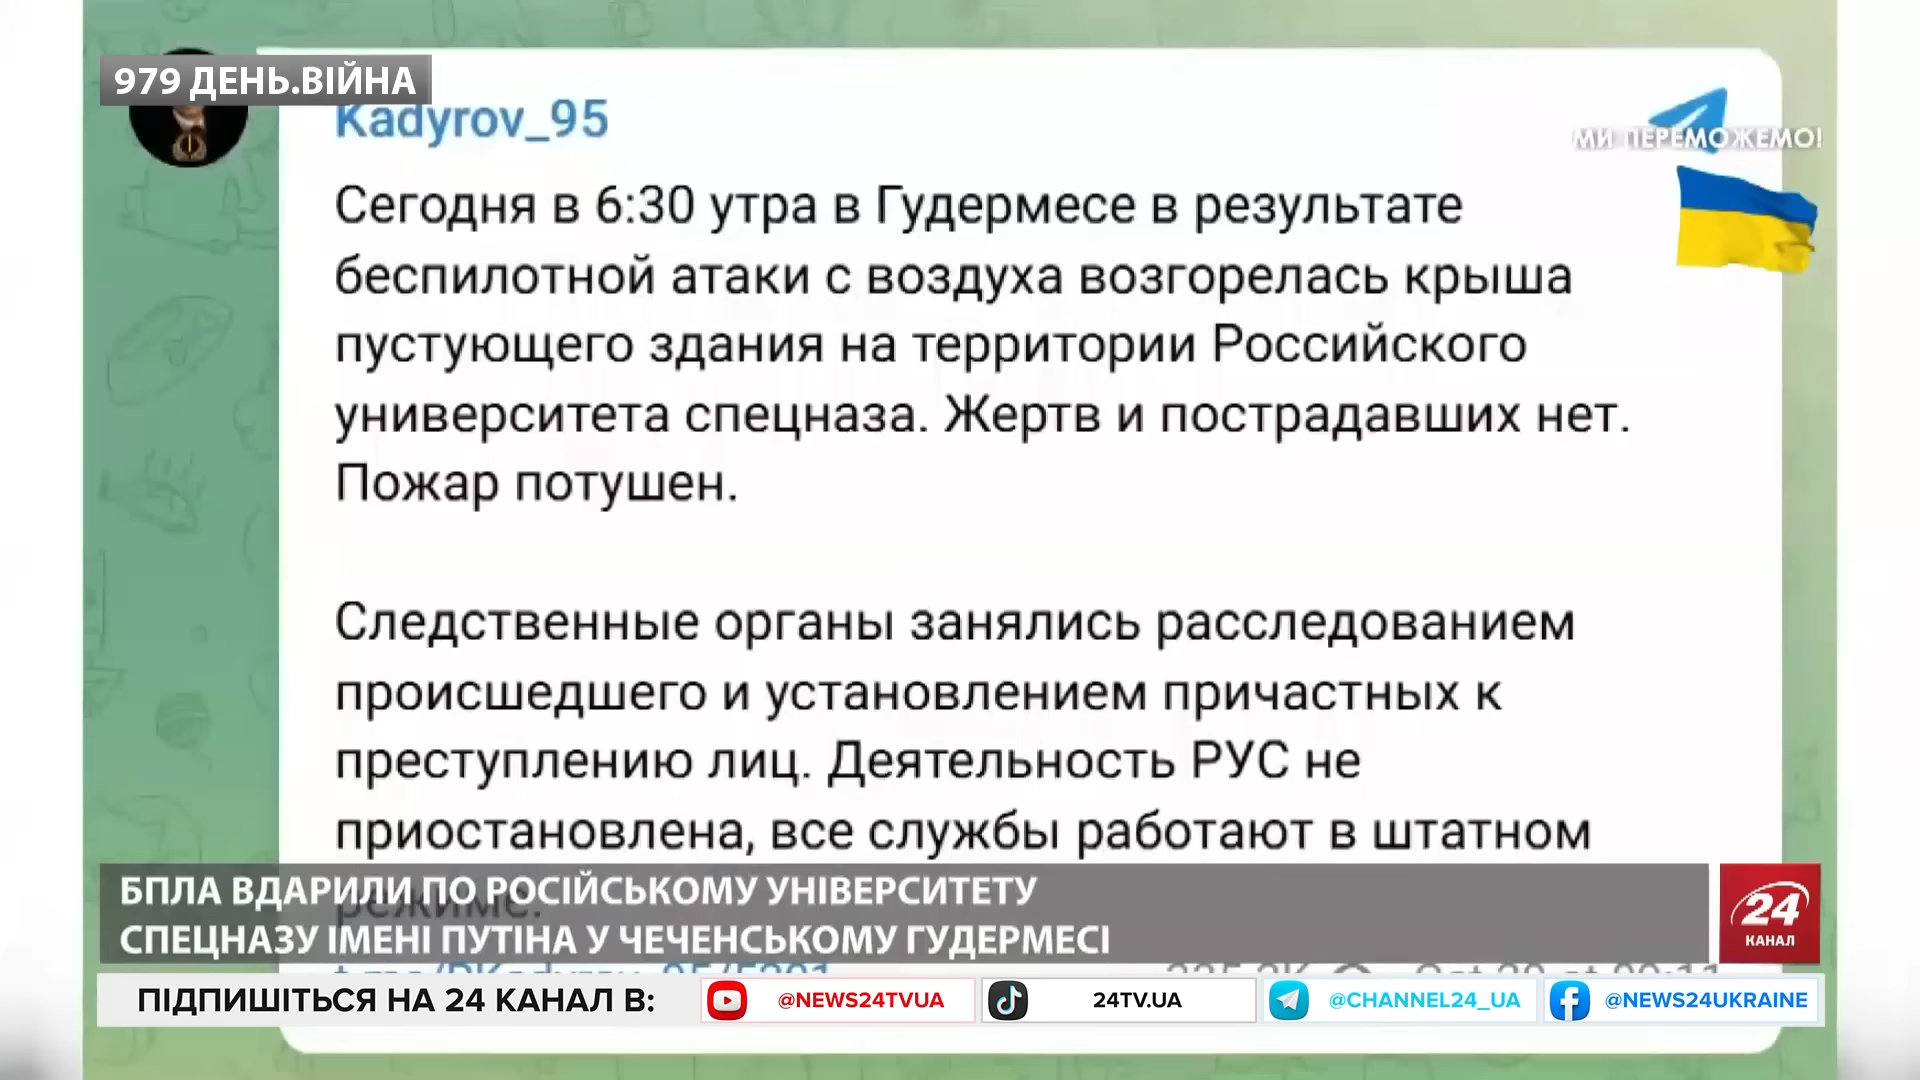 979 ДЕНЬ.ВІЙНА
Kadyrov_95
МИ ПЕРЕМОЖЕМО!
Сегодня в 6:30 утра в Гудермесе в результате
беспилотной атаки с воздуха возгорелась крыша
пустующего здания на территории Российского
университета спецназа. Жертв и пострадавших нет.
Пожар потушен.
Следственные органы занялись расследованием
происшедшего и установлением причастных к
преступлению лиц. Деятельность РУС не
приостановлена, все службы работают в штатном
режиме.
БПЛА ВДАРИЛИ ПО РОСІЙСЬКОМУ УНІВЕРСИТЕТУ
СПЕЦНАЗУ ІМЕНІ ПУТІНА У ЧЕЧЕНСЬКОМУ ГУДЕРМЕСІ
24
КАНАЛ
ПІДПИШІТЬСЯ НА 24 КАНАЛ В:
@NEWS24TVUA
24TV.UA
@CHANNEL24_UA
@NEWS24UKRAINE